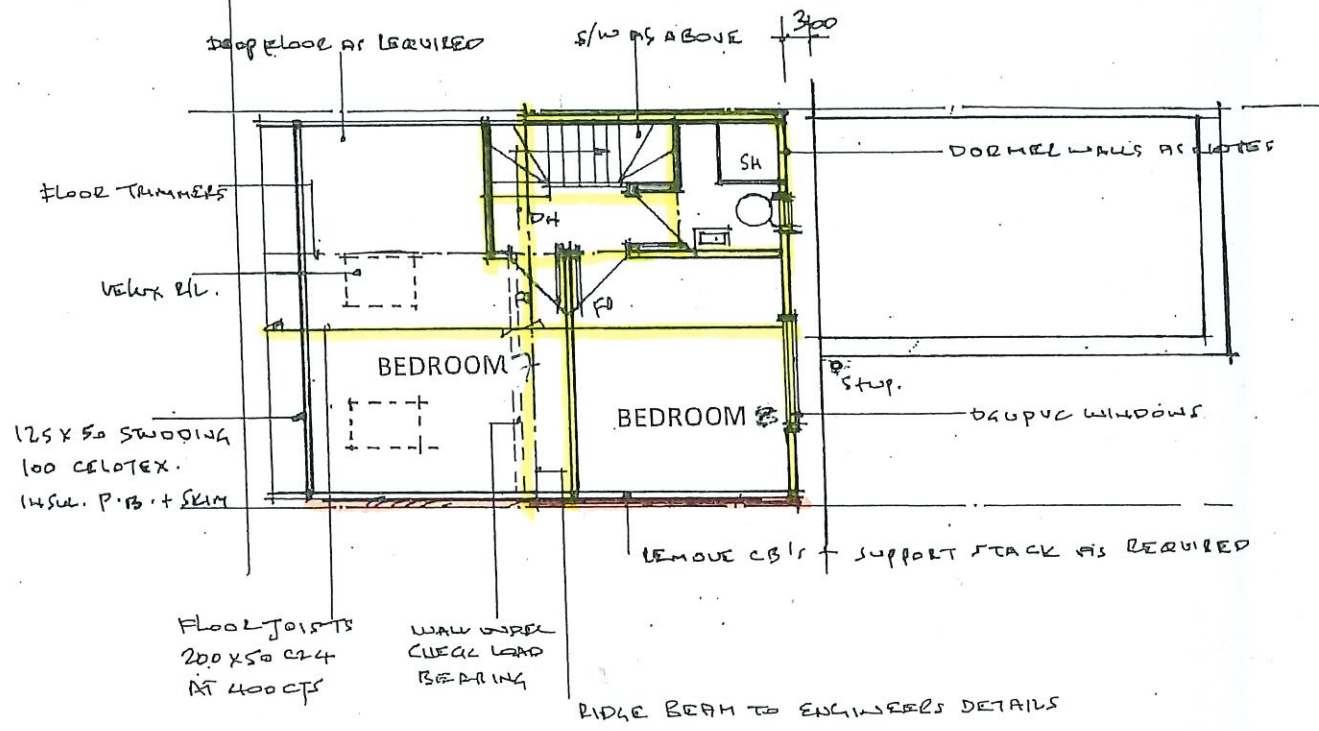 DROP FLOOR AS REQUIRED
S/W AS ABOVE
300
DORMER WALLS AS NOTES
SH
FLOOR TRIMMERS
DH
VELUX R/L.
FD
BEDROOM
BEDROOM
SVP.
DGUPVC WINDOWS
125 X 50 STUDDING
100 CELOTEX.
INSUL. P.B. + SKIM
REMOVE CB'S + SUPPORT STACK AS REQUIRED
FLOOR JOISTS
200 X 50 C24
AT 400 CTS
WALL UNDER
CHECK LOAD
BEARING
RIDGE BEAM TO ENGINEERS DETAILS